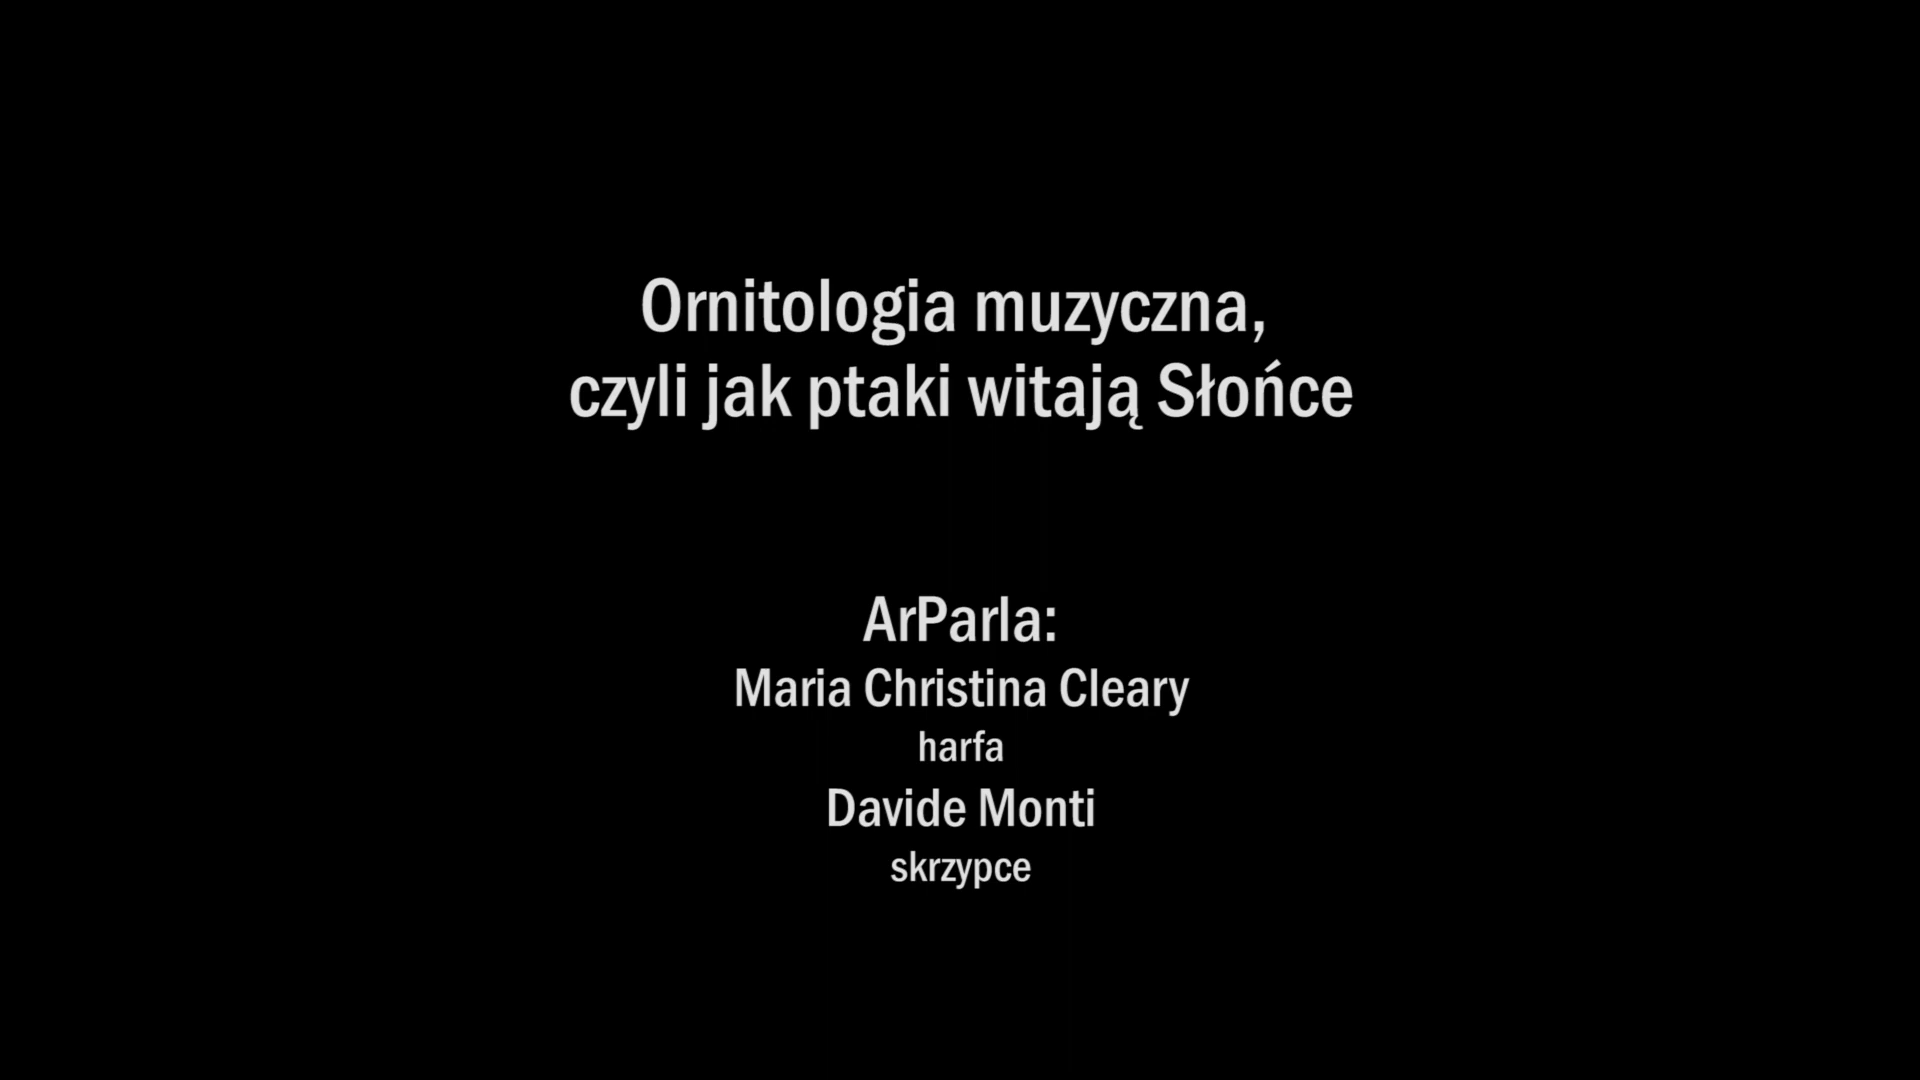 Ornitologia muzyczna,
czyli jak ptaki witają Słońce
ArParla:
Maria Christina Cleary
harfa
Davide Monti
skrzypce